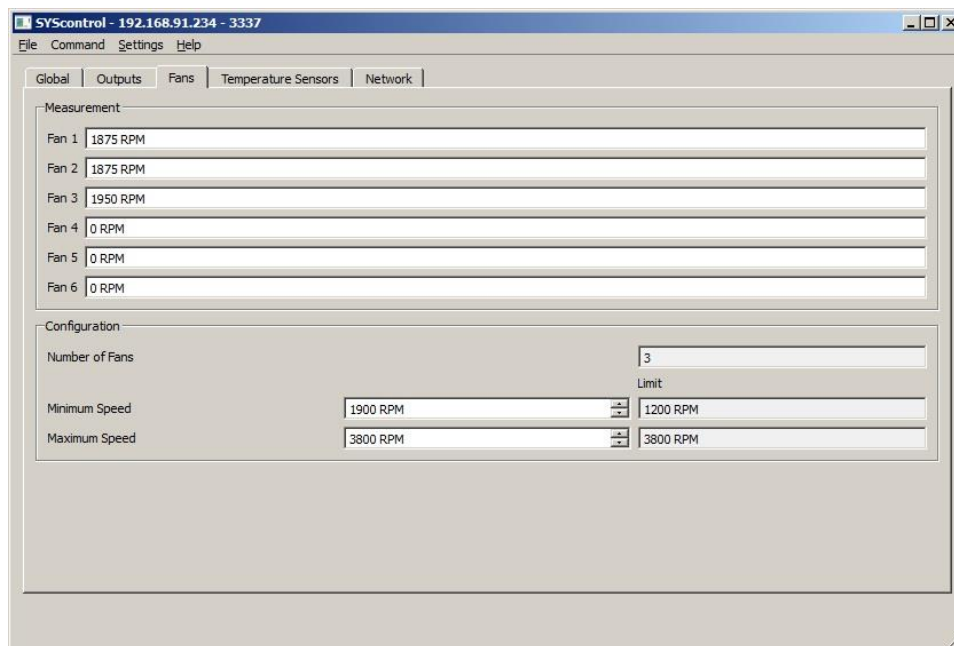 SYScontrol - 192.168.91.234 - 3337
File Command Settings Help
Global Outputs Fans Temperature Sensors Network
Measurement
Fan 1 1875 RPM
Fan 2 1875 RPM
Fan 3 1950 RPM
Fan 4 0 RPM
Fan 5 0 RPM
Fan 6 0 RPM
Configuration
Number of Fans 3
Limit
Minimum Speed 1900 RPM 1200 RPM
Maximum Speed 3800 RPM 3800 RPM